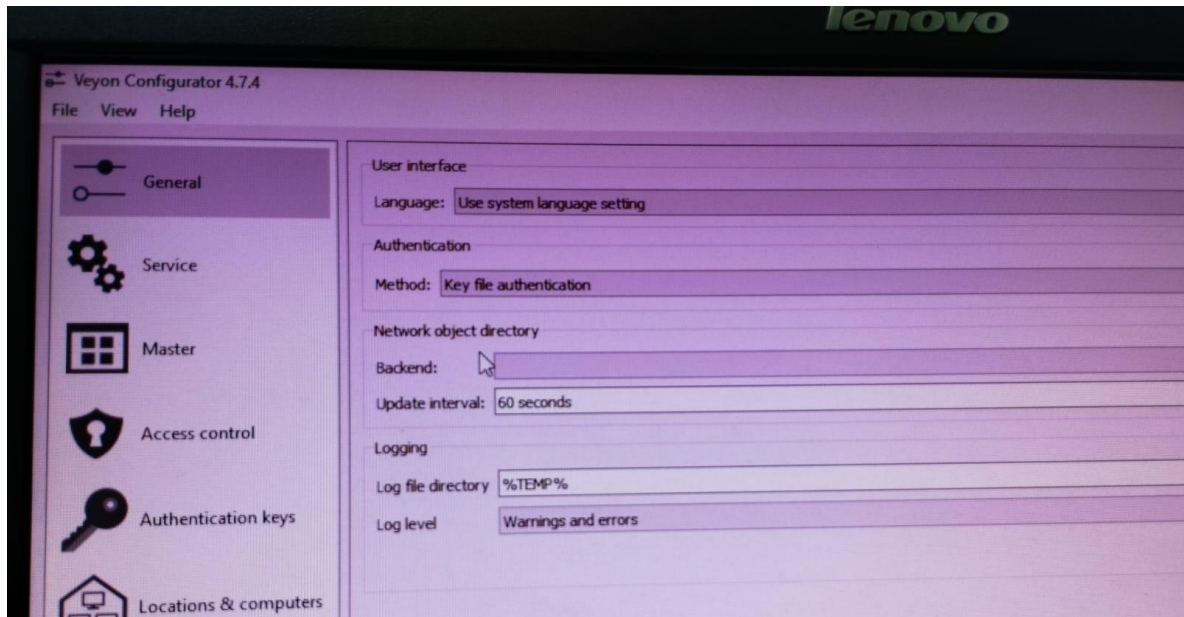 lenovo
Veyon Configurator 4.7.4
File View Help
General
Service
Master
Access control
Authentication keys
Locations & computers
User interface
Language: Use system language setting
Authentication
Method: Key file authentication
Network object directory
Backend:
Update interval: 60 seconds
Logging
Log file directory %TEMP%
Log level Warnings and errors